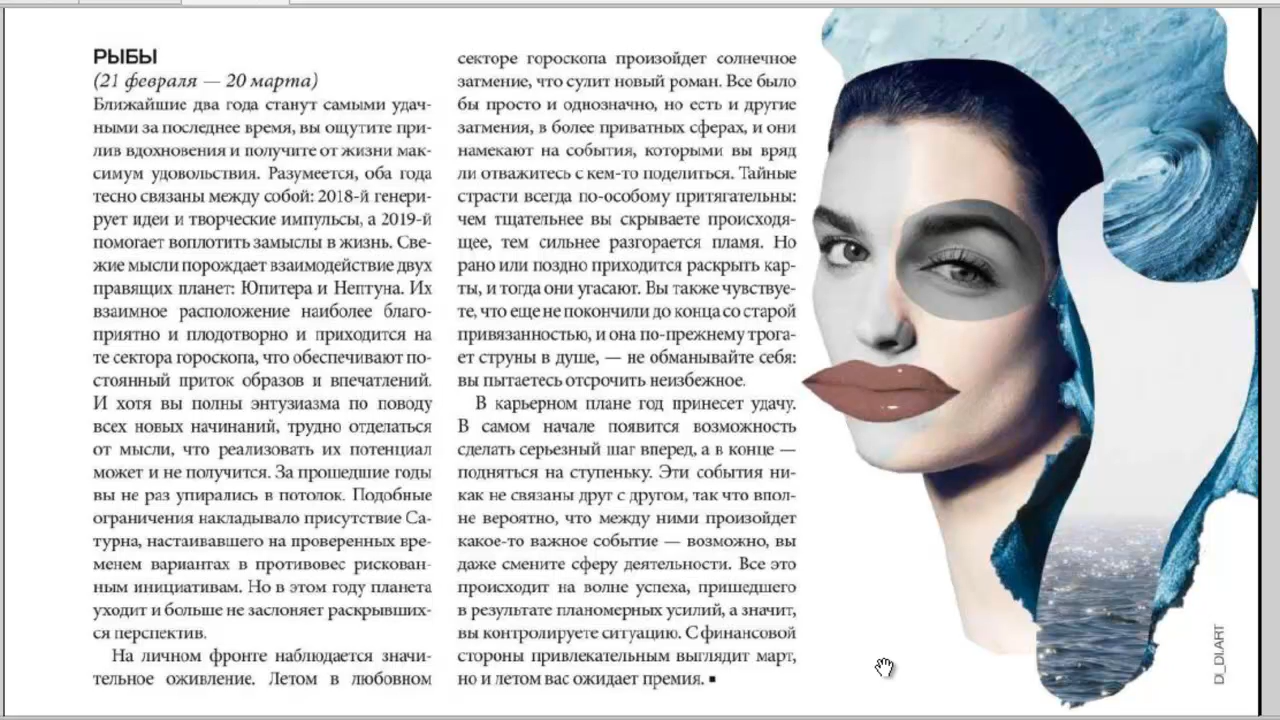 РЫБЫ
(21 февраля — 20 марта)
Ближайшие два года станут самыми удач-
ными за последнее время, вы ощутите при-
лив вдохновения и получите от жизни мак-
симум удовольствия. Разумеется, оба года
тесно связаны между собой: 2018-й генери-
рует идеи и творческие импульсы, а 2019-й
помогает воплотить замыслы в жизнь. Све-
жие мысли порождает взаимодействие двух
правящих планет: Юпитера и Нептуна. Их
взаимное расположение наиболее благо-
приятно и плодотворно и приходится на
те сектора гороскопа, что обеспечивают по-
стоянный приток образов и впечатлений.
И хотя вы полны энтузиазма по поводу
всех новых начинаний, трудно отделаться
от мысли, что реализовать их потенциал
может и не получится. За прошедшие годы
вы не раз упирались в потолок. Подобные
ограничения накладывало присутствие Са-
турна, настаивавшего на проверенных вре-
менем вариантах в противовес рискован-
ным инициативам. Но в этом году планета
уходит и больше не заслоняет раскрывших-
ся перспектив.
На личном фронте наблюдается значи-
тельное оживление. Летом в любовном
секторе гороскопа произойдет солнечное
затмение, что сулит новый роман. Все было
бы просто и однозначно, но есть и другие
затмения, в более приватных сферах, и они
намекают на события, которыми вы вряд
ли отважитесь с кем-то поделиться. Тайные
страсти всегда по-особому притягательны:
чем тщательнее вы скрываете происходя-
щее, тем сильнее разгорается пламя. Но
рано или поздно приходится раскрыть кар-
ты, и тогда они угасают. Вы также чувствуе-
те, что еще не покончили до конца со старой
привязанностью, и она по-прежнему трога-
ет струны в душе, — не обманывайте себя:
вы пытаетесь отсрочить неизбежное.
В карьерном плане год принесет удачу.
В самом начале появится возможность
сделать серьезный шаг вперед, а в конце —
подняться на ступеньку. Эти события ни-
как не связаны друг с другом, так что впол-
не вероятно, что между ними произойдет
какое-то важное событие — возможно, вы
даже смените сферу деятельности. Все это
происходит на волне успеха, пришедшего
в результате планомерных усилий, а значит,
вы контролируете ситуацию. С финансовой
стороны привлекательным выглядит март,
но и летом вас ожидает премия. ▪
D_DI.ART